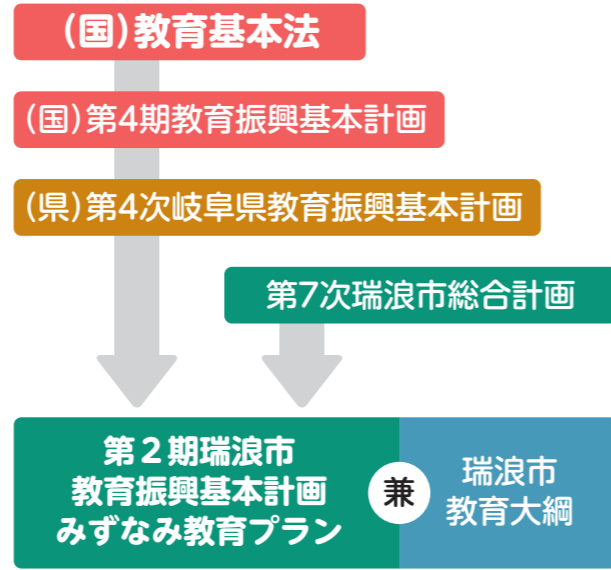 (国)教育基本法
(国)第4期教育振興基本計画
(県)第4次岐阜県教育振興基本計画
第7次瑞浪市総合計画
第２期瑞浪市
教育振興基本計画
みずなみ教育プラン
兼
瑞浪市
教育大綱